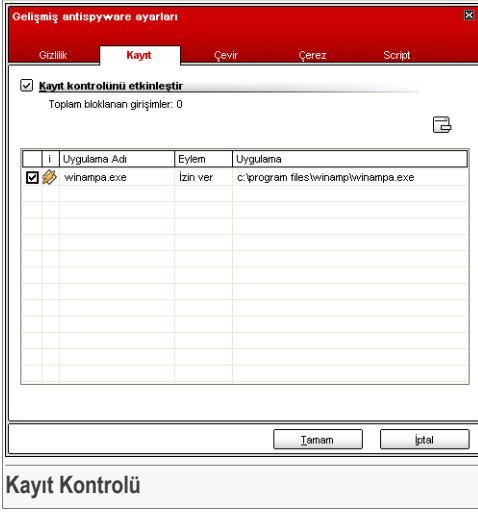 Gelişmiş antispyware ayarları
Gizlilik Kayıt Çevir Çerez Script
Kayıt kontrolünü etkinleştir
Toplam bloklanan girişimler: 0
i Uygulama Adı Eylem Uygulama
winampa.exe İzin ver c:\program files\winamp\winampa.exe
Tamam İptal
Kayıt Kontrolü